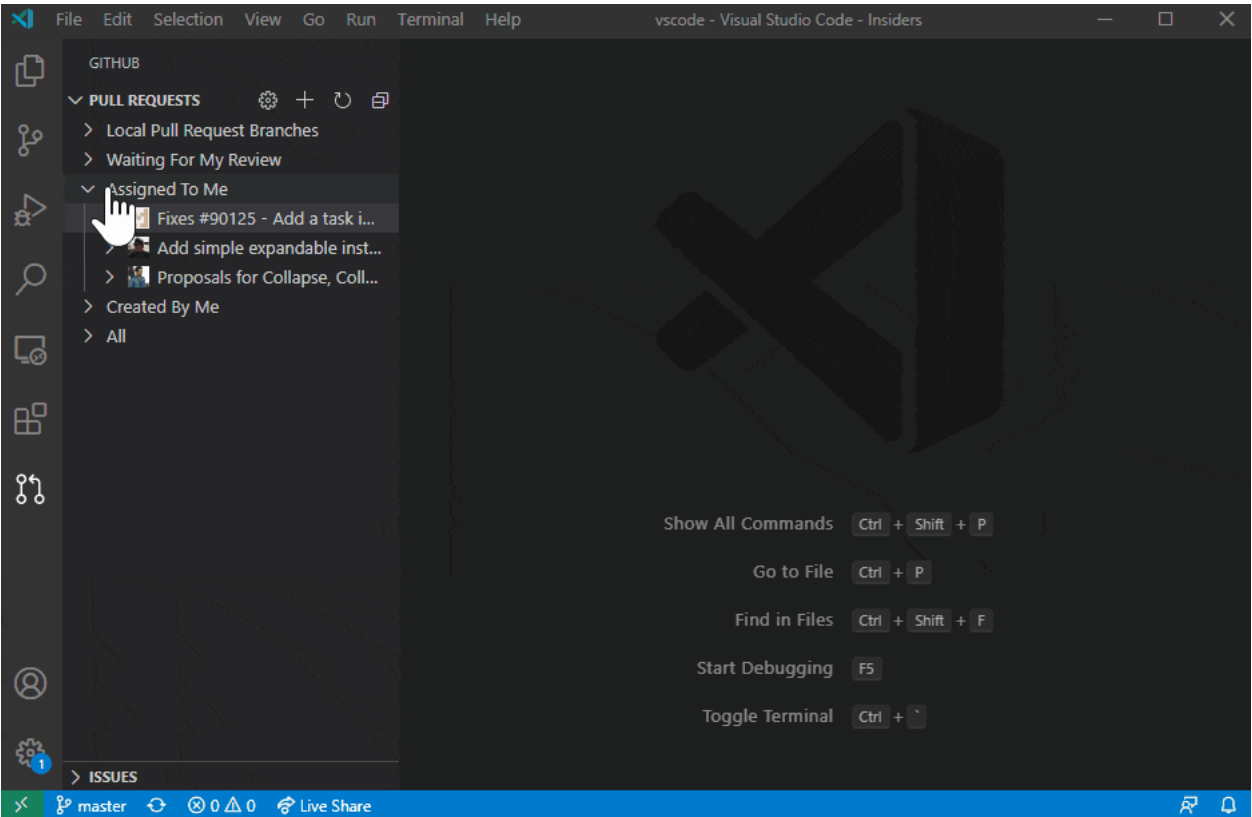 File Edit Selection View Go Run Terminal Help vscode - Visual Studio Code - Insiders
GITHUB
PULL REQUESTS
Local Pull Request Branches
Waiting For My Review
Assigned To Me
Fixes #90125 - Add a task i...
Add simple expandable inst...
Proposals for Collapse, Coll...
Created By Me
All
Show All Commands Ctrl + Shift + P
Go to File Ctrl + P
Find in Files Ctrl + Shift + F
Start Debugging F5
Toggle Terminal Ctrl + `
1
ISSUES
master 0 0 Live Share